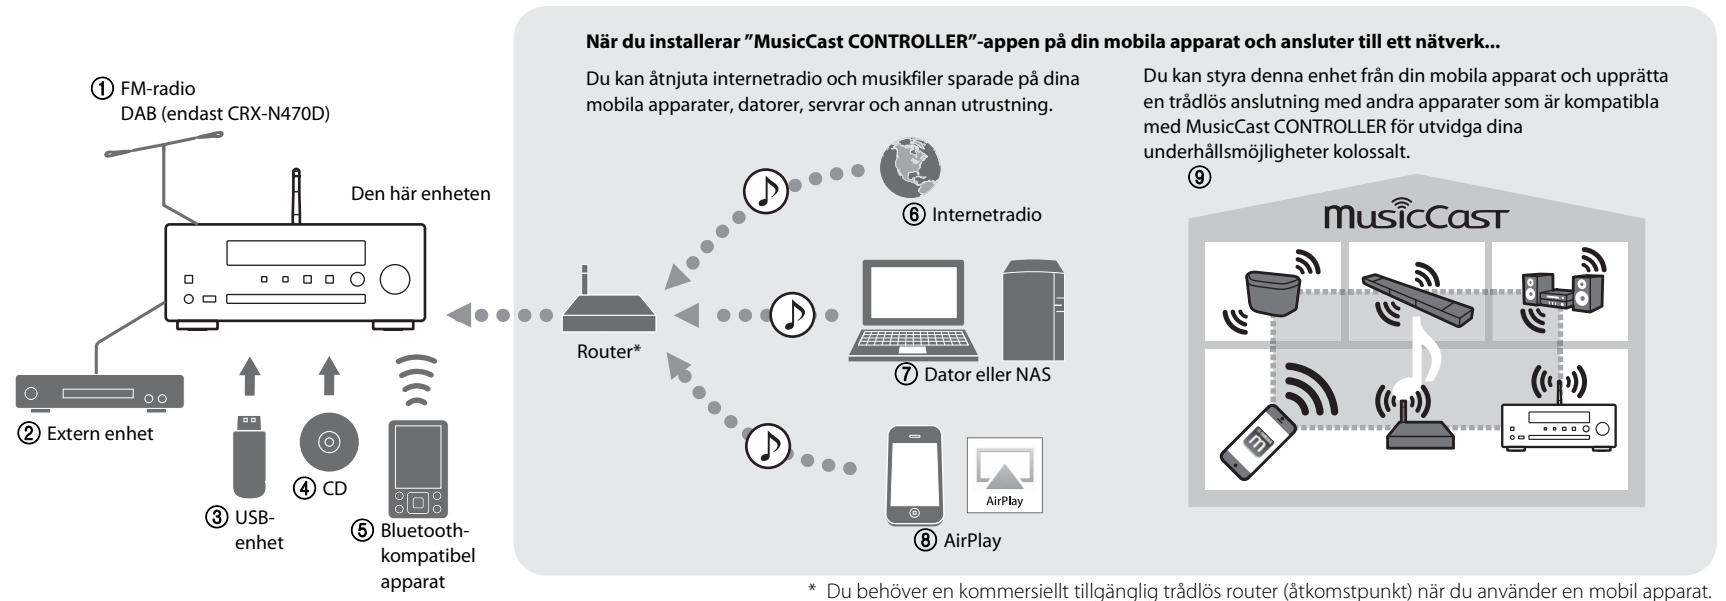 När du installerar ”MusicCast CONTROLLER”-appen på din mobila apparat och ansluter till ett nätverk...
Du kan åtnjuta internetradio och musikfiler sparade på dina
mobila apparater, datorer, servrar och annan utrustning.
Du kan styra denna enhet från din mobila apparat och upprätta
en trådlös anslutning med andra apparater som är kompatibla
med MusicCast CONTROLLER för utvidga dina
underhållsmöjligheter kolossalt.
① FM-radio
DAB (endast CRX-N470D)
Den här enheten
② Extern enhet
③ USB-
enhet
④ CD
⑤ Bluetooth-
kompatibel
apparat
Router*
⑥ Internetradio
⑦ Dator eller NAS
AirPlay
⑧ AirPlay
⑨
MusicCast
* Du behöver en kommersiellt tillgänglig trådlös router (åtkomstpunkt) när du använder en mobil apparat.